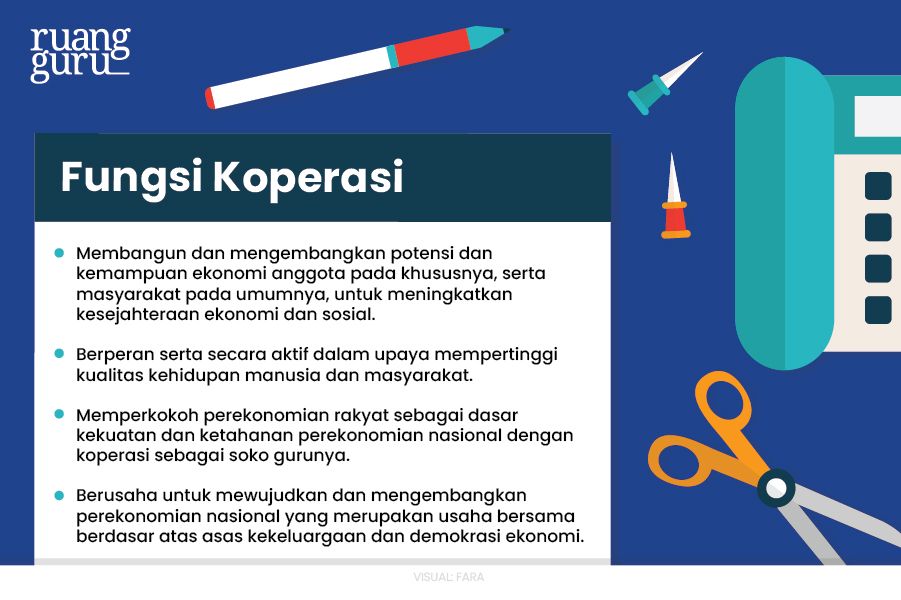 ruang
guru
Fungsi Koperasi
Membangun dan mengembangkan potensi dan
kemampuan ekonomi anggota pada khususnya, serta
masyarakat pada umumnya, untuk meningkatkan
kesejahteraan ekonomi dan sosial.
Berperan serta secara aktif dalam upaya mempertinggi
kualitas kehidupan manusia dan masyarakat.
Memperkokoh perekonomian rakyat sebagai dasar
kekuatan dan ketahanan perekonomian nasional dengan
koperasi sebagai soko gurunya.
Berusaha untuk mewujudkan dan mengembangkan
perekonomian nasional yang merupakan usaha bersama
berdasar atas asas kekeluargaan dan demokrasi ekonomi.
VISUAL: FARA